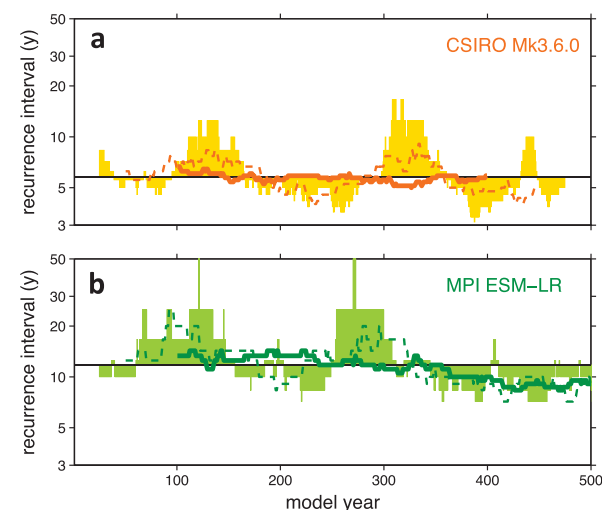 a
CSIRO Mk3.6.0
recurrence interval (y)
50
30
20
10
5
3
b
MPI ESM–LR
recurrence interval (y)
50
30
20
10
5
3
100 200 300 400 500
model year